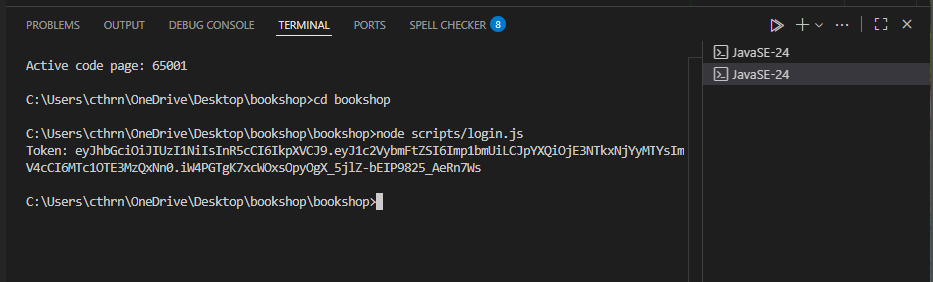 PROBLEMS OUTPUT DEBUG CONSOLE TERMINAL PORTS SPELL CHECKER 8
JavaSE-24
JavaSE-24
Active code page: 65001
C:\Users\cthrn\OneDrive\Desktop\bookshop>cd bookshop
C:\Users\cthrn\OneDrive\Desktop\bookshop\bookshop>node scripts/login.js
Token: eyJhbGciOiJIUzI1NiIsInR5cCI6IkpXVCJ9.eyJ1c2VybmFtZSI6Imp1bmUiLCJpYXQiOjE3NTkxNjYyMTYsIm
V4cCI6MTc1OTE3MzQxNn0.iW4PGTgK7xcWOxsOpyOgX_5jlZ-bEIP9825_AeRn7Ws
C:\Users\cthrn\OneDrive\Desktop\bookshop\bookshop>